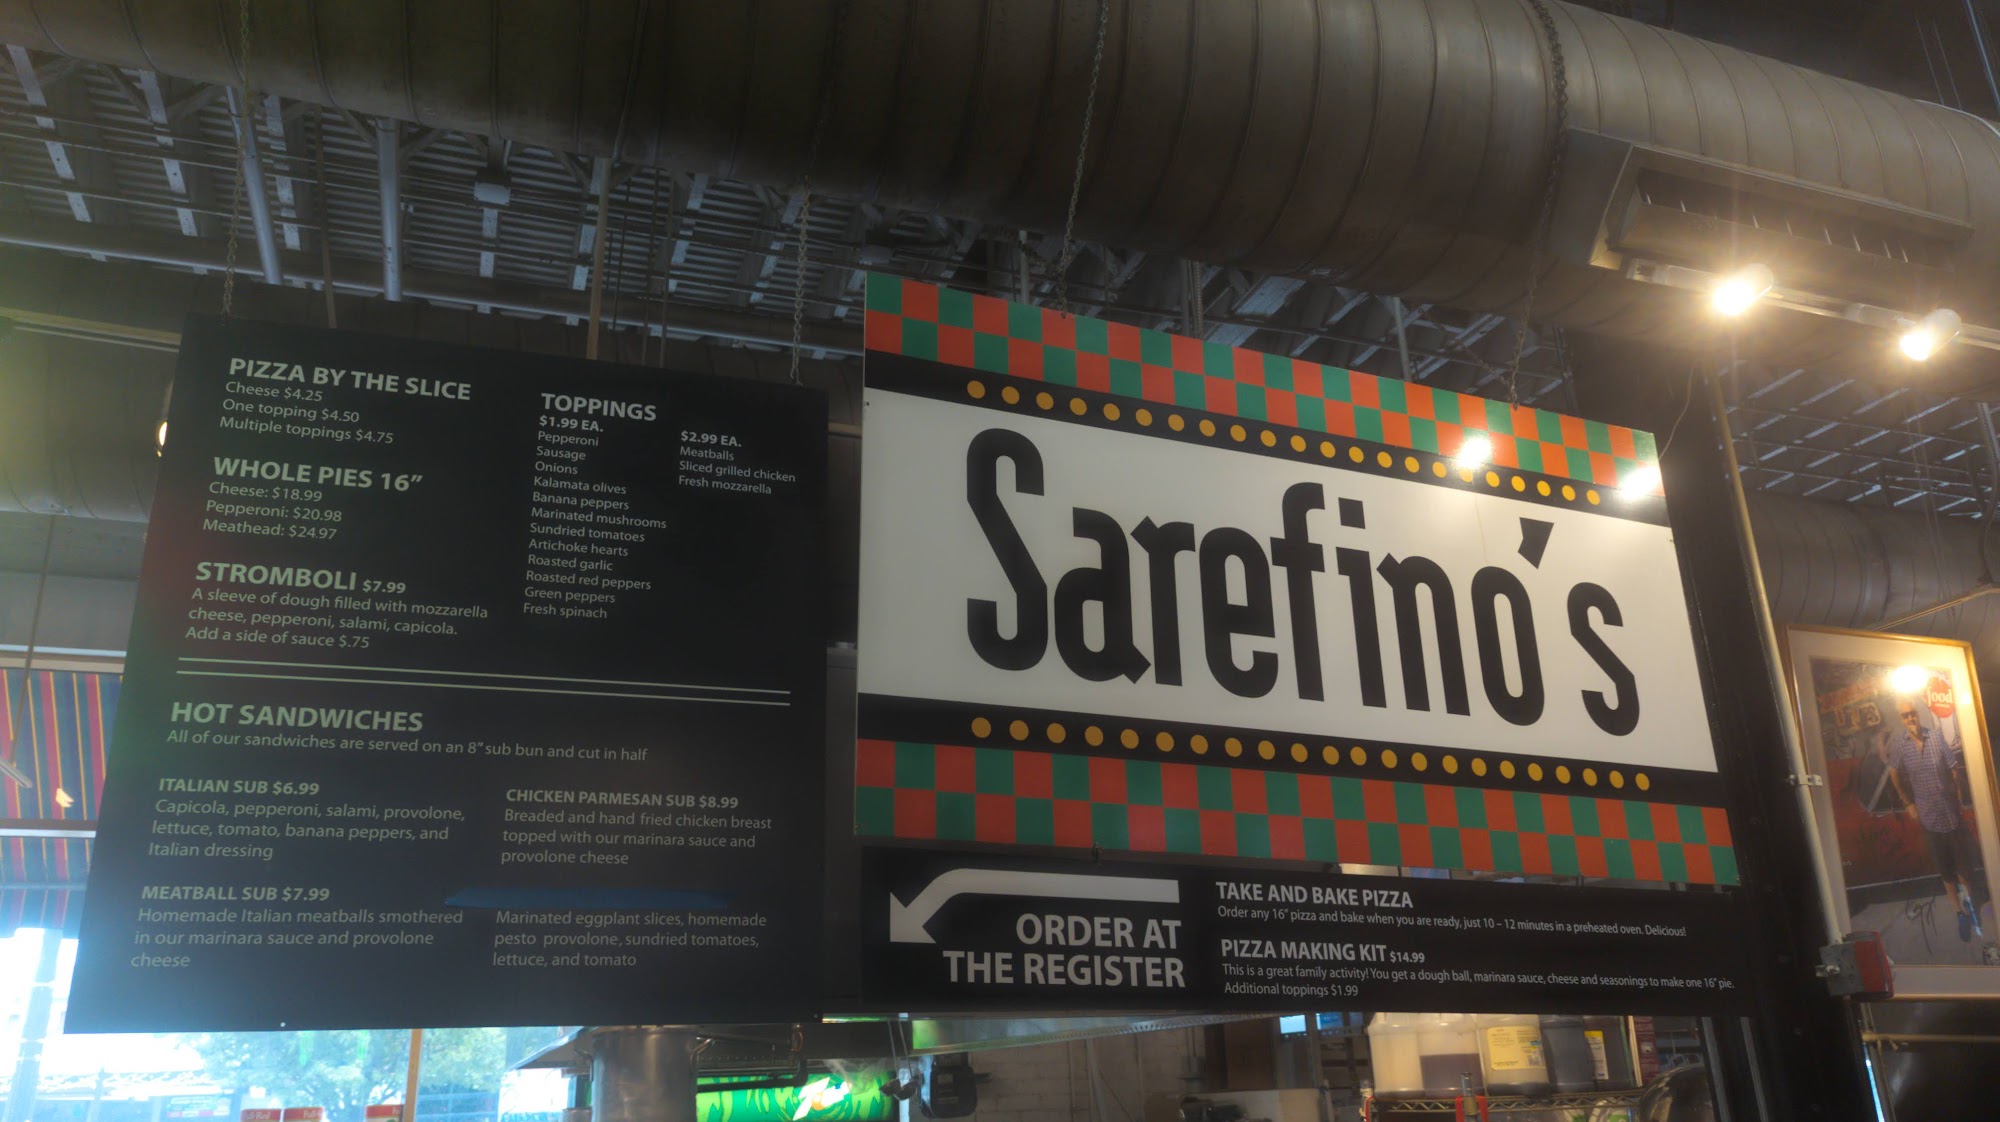 PIZZA BY THE SLICE
Cheese $4.25
One topping $4.50
Multiple toppings $4.75
WHOLE PIES 16”
Cheese: $18.99
Pepperoni: $20.98
Meathead: $24.97
STROMBOLI $7.99
A sleeve of dough filled with mozzarella
cheese, pepperoni, salami, capicola.
Add a side of sauce $.75
TOPPINGS
$1.99 EA.
Pepperoni
Sausage
Onions
Kalamata olives
Banana peppers
Marinated mushrooms
Sundried tomatoes
Artichoke hearts
Roasted garlic
Roasted red peppers
Green peppers
Fresh spinach
$2.99 EA.
Meatballs
Sliced grilled chicken
Fresh mozzarella
HOT SANDWICHES
All of our sandwiches are served on an 8” sub bun and cut in half
ITALIAN SUB $6.99
Capicola, pepperoni, salami, provolone,
lettuce, tomato, banana peppers, and
Italian dressing
MEATBALL SUB $7.99
Homemade Italian meatballs smothered
in our marinara sauce and provolone
cheese
CHICKEN PARMESAN SUB $8.99
Breaded and hand fried chicken breast
topped with our marinara sauce and
provolone cheese
Marinated eggplant slices, homemade
pesto provolone, sundried tomatoes,
lettuce, and tomato
Sarefino's
ORDER AT
THE REGISTER
TAKE AND BAKE PIZZA
Order any 16” pizza and bake when you are ready, just 10 – 12 minutes in a preheated oven. Delicious!
PIZZA MAKING KIT $14.99
This is a great family activity! You get a dough ball, marinara sauce, cheese and seasonings to make one 16” pie.
Additional toppings $1.99
food